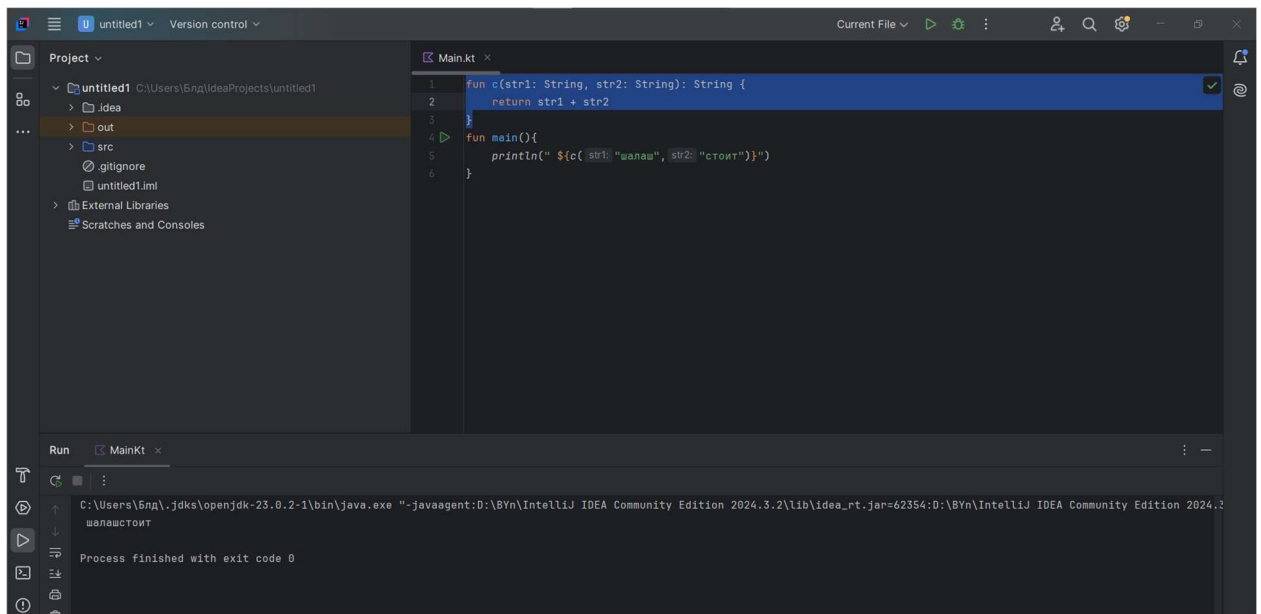 U untitled1 Version control Current File
Project
Main.kt
untitled1 C:\Users\Блд\IdeaProjects\untitled1
.idea
out
src
.gitignore
untitled1.iml
External Libraries
Scratches and Consoles
1 fun c(str1: String, str2: String): String {
2 return str1 + str2
3 }
4 fun main(){
5 println(" ${c( str1: "шалаш", str2: "стоит")}")
6 }
Run MainKt
C:\Users\Блд\.jdks\openjdk-23.0.2-1\bin\java.exe "-javaagent:D:\BYn\IntelliJ IDEA Community Edition 2024.3.2\lib\idea_rt.jar=62354:D:\BYn\IntelliJ IDEA Community Edition 2024.3
шалашстоит
Process finished with exit code 0